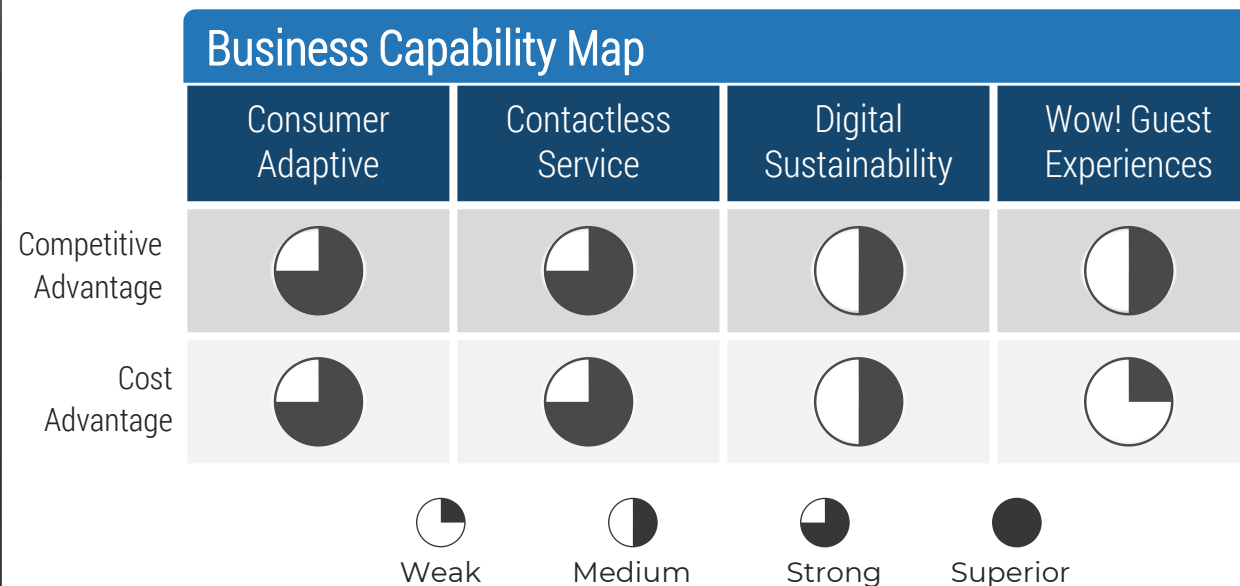 Business Capability Map
Consumer
Adaptive
Contactless
Service
Digital
Sustainability
Wow! Guest
Experiences
Competitive
Advantage
Cost
Advantage
Weak
Medium
Strong
Superior